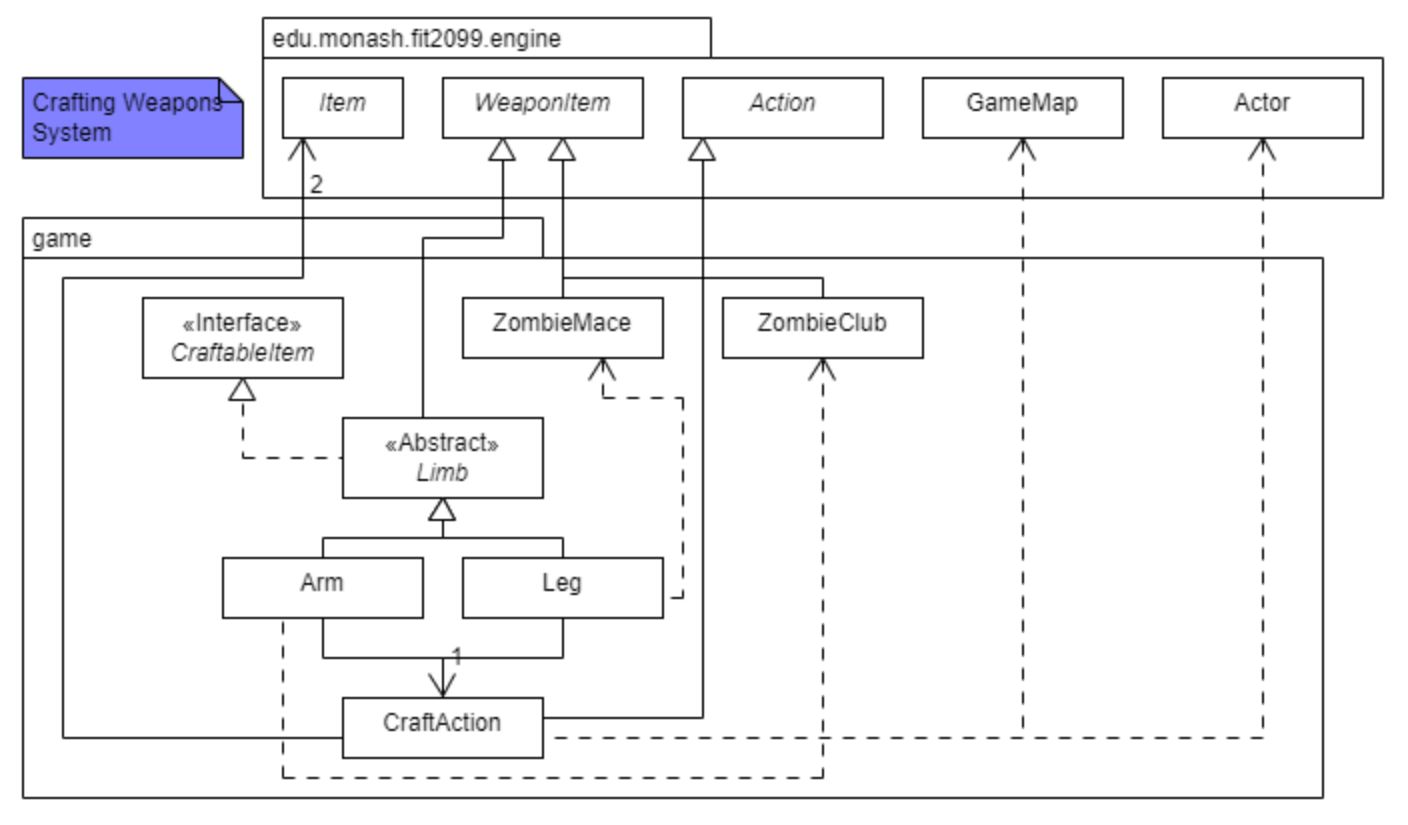 edu.monash.fit2099.engine
Crafting Weapons
System
Item
WeaponItem
Action
GameMap
Actor
2
game
«Interface»
CraftableItem
ZombieMace
ZombieClub
«Abstract»
Limb
Arm
Leg
1
CraftAction